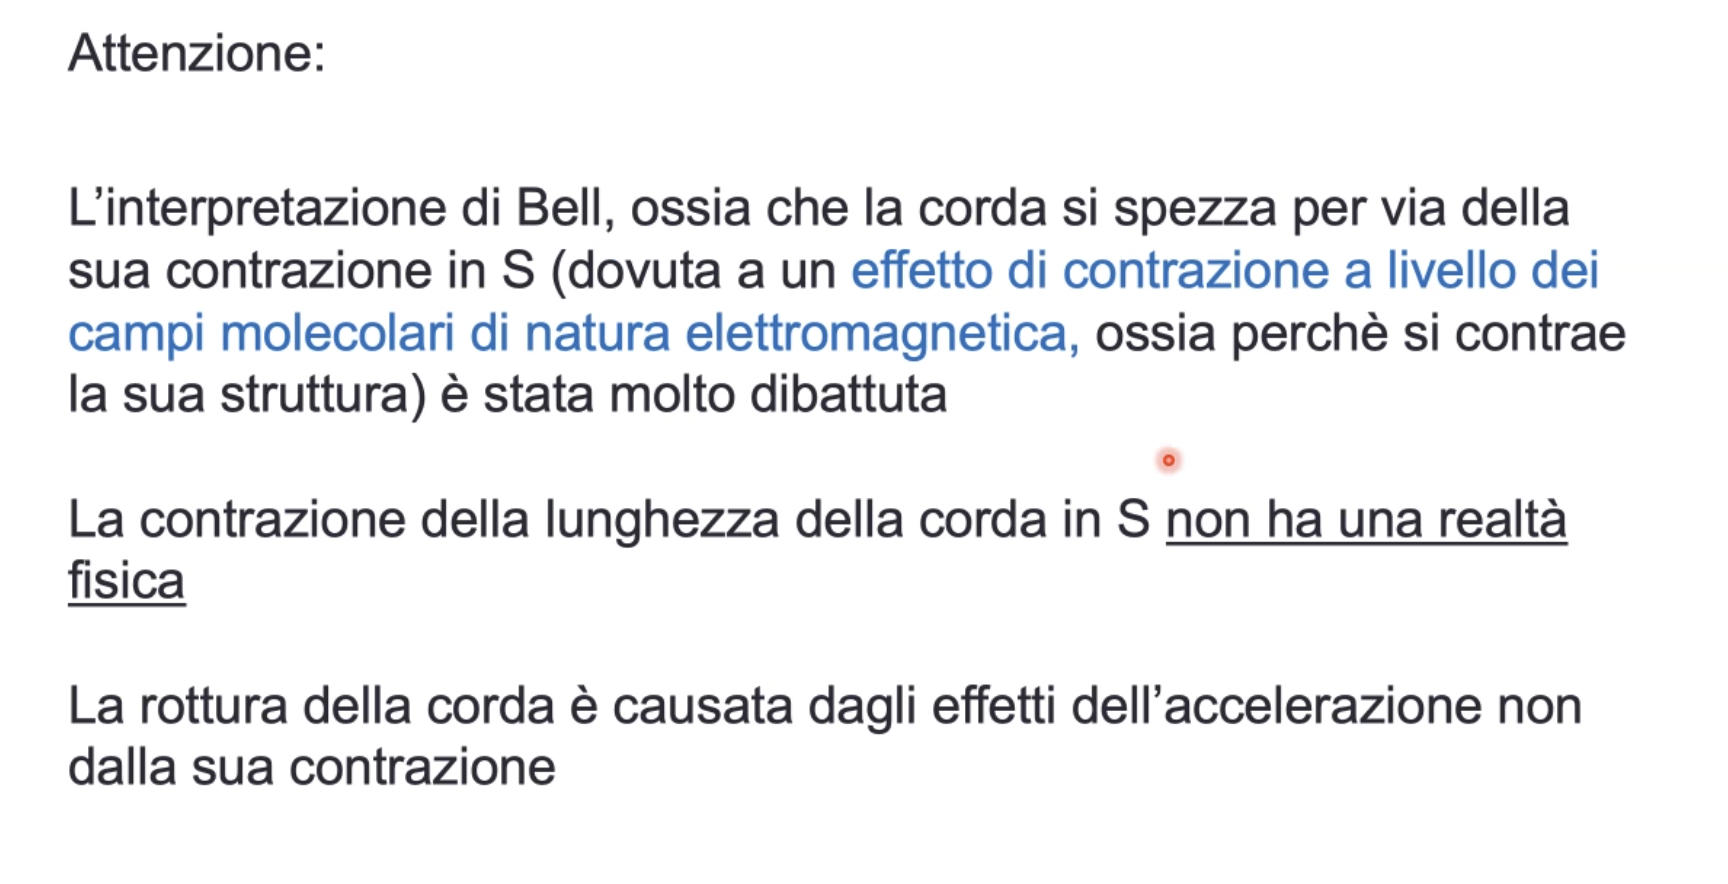 Attenzione:
L’interpretazione di Bell, ossia che la corda si spezza per via della
sua contrazione in S (dovuta a un effetto di contrazione a livello dei
campi molecolari di natura elettromagnetica, ossia perchè si contrae
la sua struttura) è stata molto dibattuta
La contrazione della lunghezza della corda in S non ha una realtà
fisica
La rottura della corda è causata dagli effetti dell’accelerazione non
dalla sua contrazione